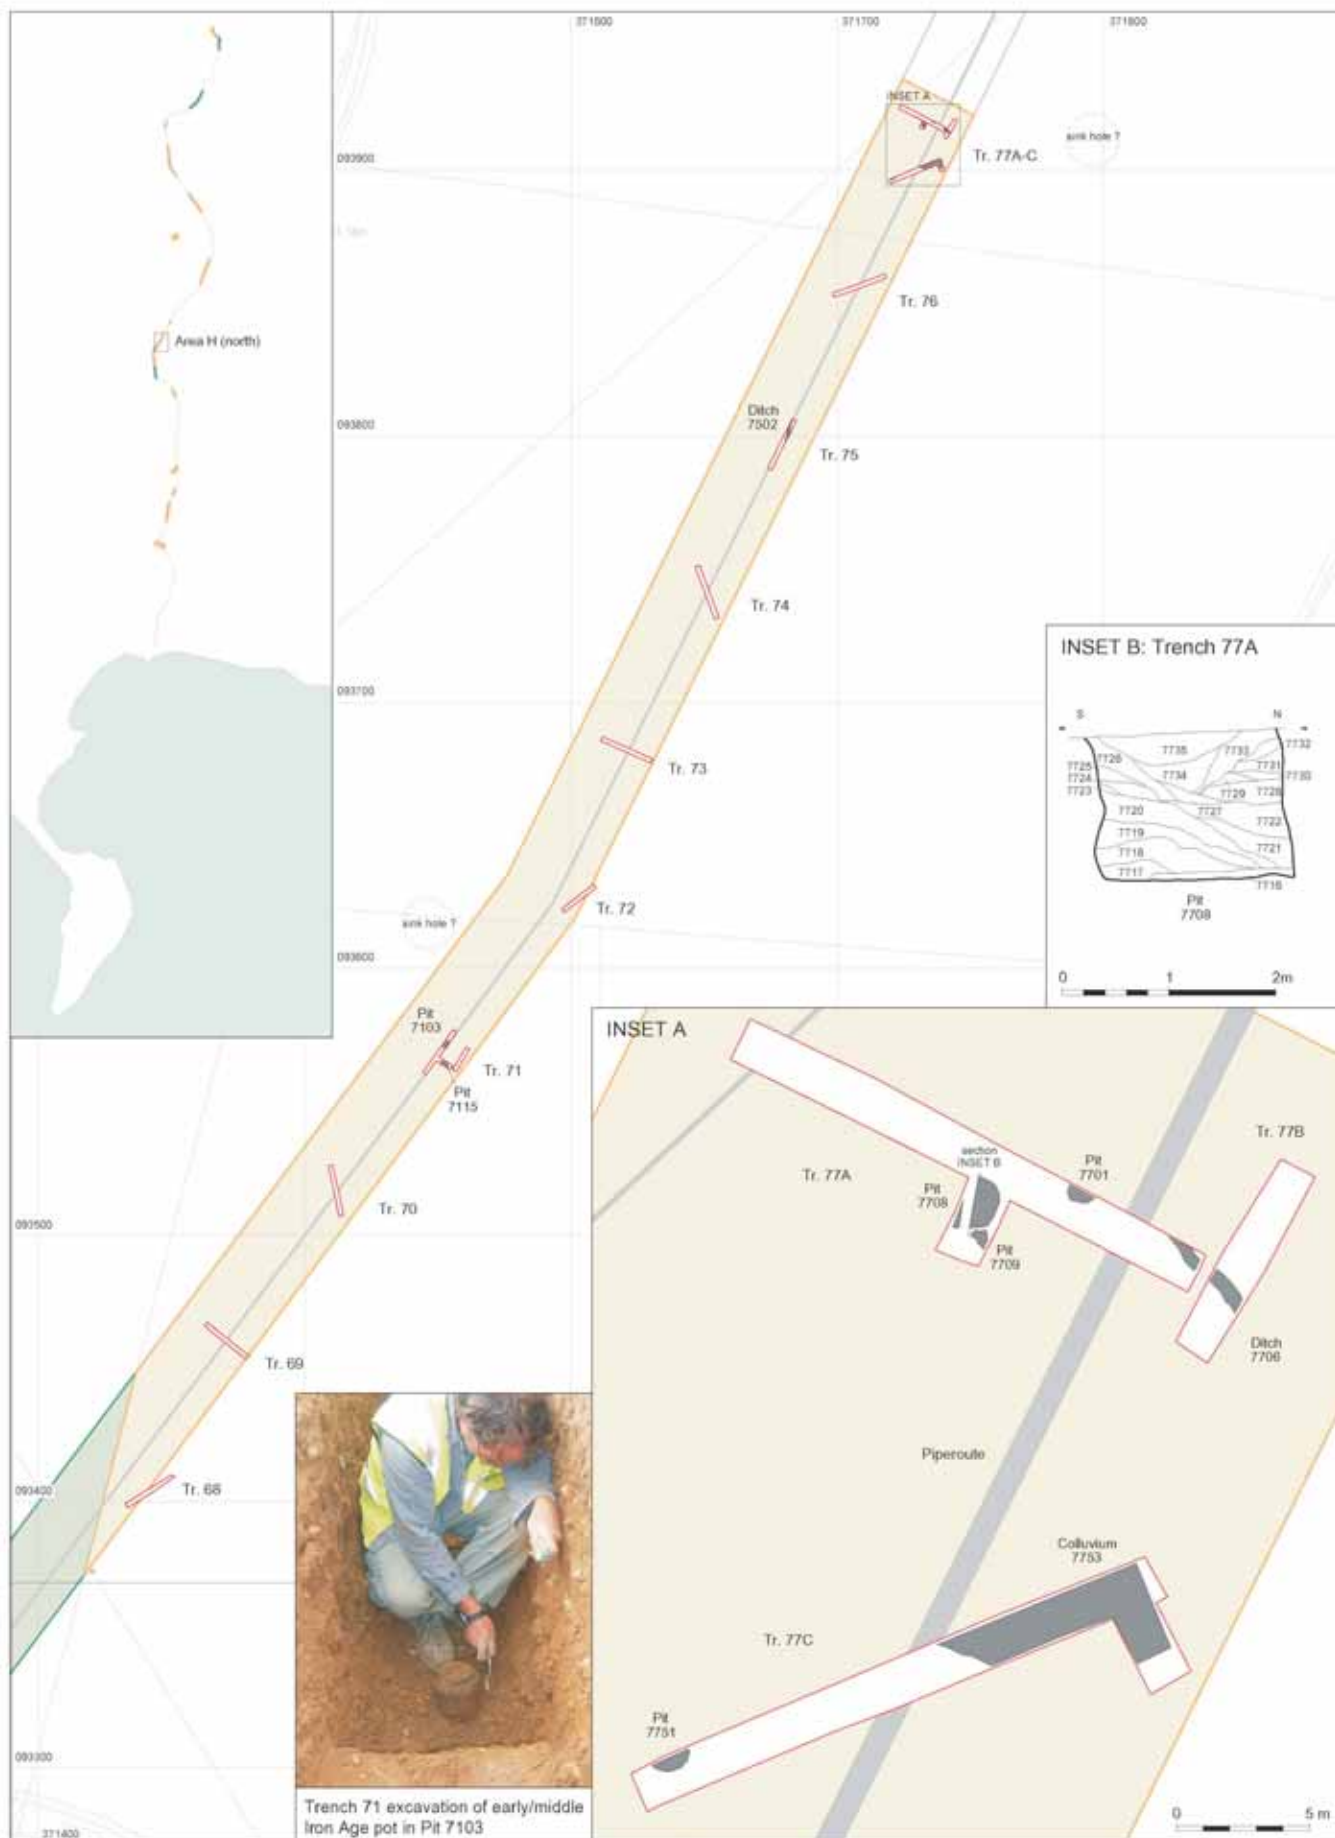 371600
371700
371800
INSET A
sink hole ?
Tr. 77A-C
093900
Area H (north)
Tr. 76
Ditch
7502
093800
Tr. 75
Tr. 74
INSET B: Trench 77A
093700
S
N
7735
7733
7732
7726
7725
7731
7724
7734
7730
7723
7729
7728
7720
7727
7722
7719
7718
7721
7717
7716
Pit
7708
0
1
2m
Tr. 73
Tr. 72
sink hole ?
093600
Pit
7103
Tr. 71
Pit
7115
INSET A
Tr. 77B
section
INSET B
Pit
7701
Tr. 77A
Pit
7708
Pit
7709
Tr. 70
093500
Ditch
7706
Tr. 69
Piperoute
Tr. 68
093400
Colluvium
7753
Tr. 77C
Pit
7751
093300
Trench 71 excavation of early/middle
Iron Age pot in Pit 7103
0
5 m
371400